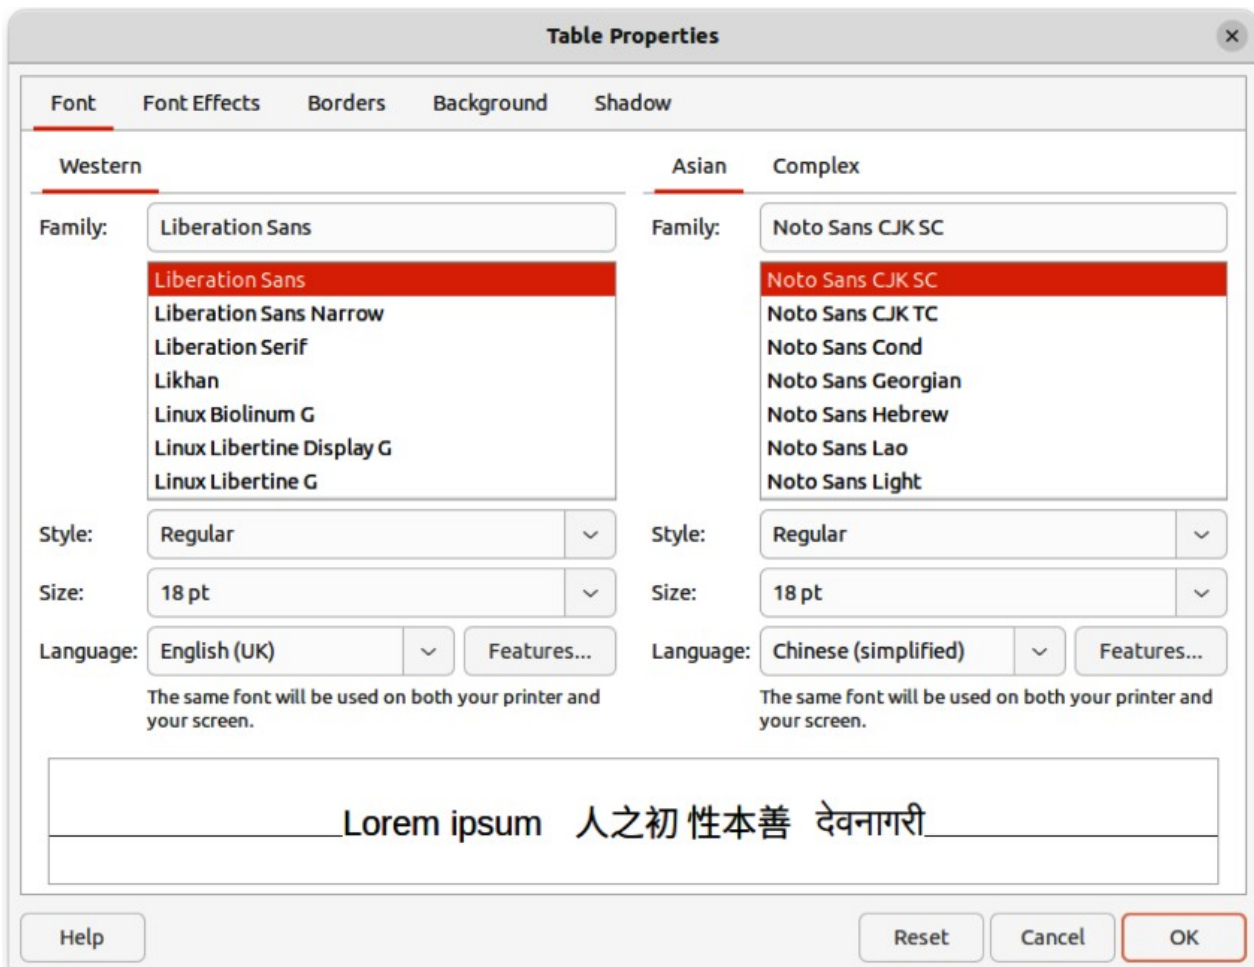 Table Properties
Font Font Effects Borders Background Shadow
Western
Family: Liberation Sans
Liberation Sans
Liberation Sans Narrow
Liberation Serif
Likhan
Linux Biolinum G
Linux Libertine Display G
Linux Libertine G
Style: Regular
Size: 18 pt
Language: English (UK) Features...
The same font will be used on both your printer and
your screen.
Asian Complex
Family: Noto Sans CJK SC
Noto Sans CJK SC
Noto Sans CJK TC
Noto Sans Cond
Noto Sans Georgian
Noto Sans Hebrew
Noto Sans Lao
Noto Sans Light
Style: Regular
Size: 18 pt
Language: Chinese (simplified) Features...
The same font will be used on both your printer and
your screen.
Lorem ipsum 人之初 性本善 देवनागरी
Help Reset Cancel OK